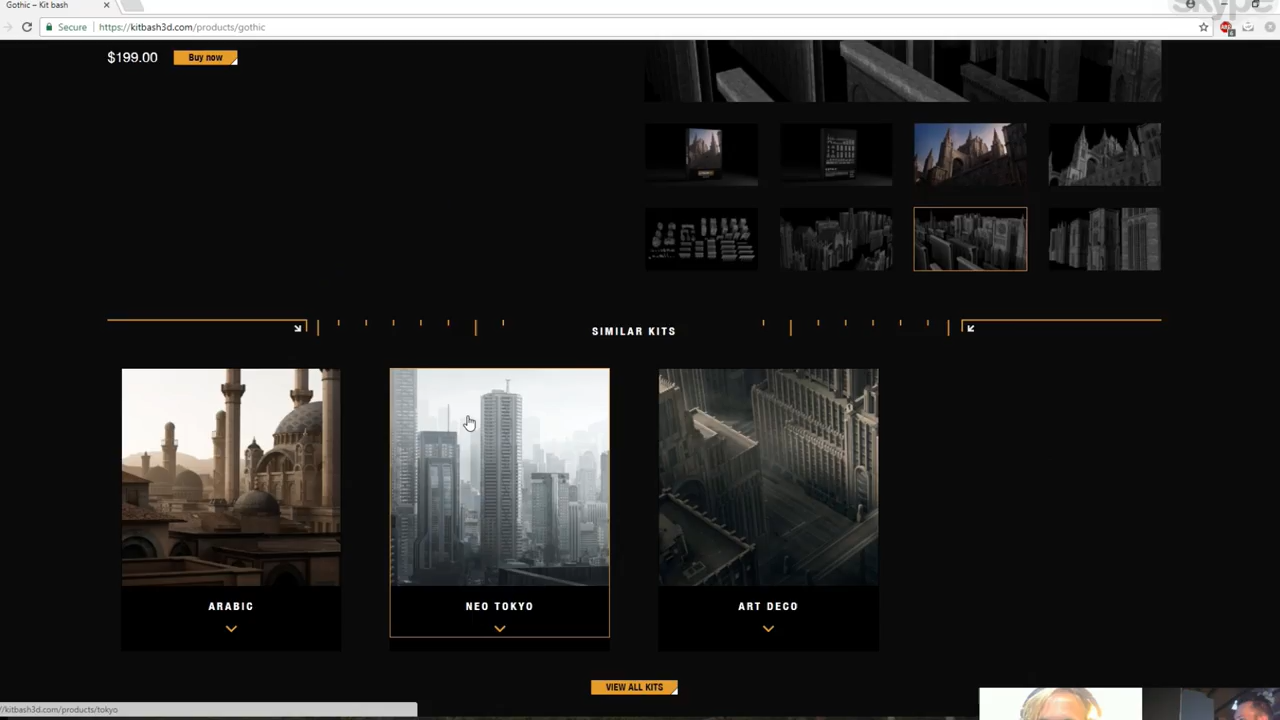 Gothic – Kit bash
skype
Secure
https://kitbash3d.com/products/gothic
$199.00
Buy now
SIMILAR KITS
ARABIC
NEO TOKYO
ART DECO
VIEW ALL KITS
//kitbash3d.com/products/tokyo